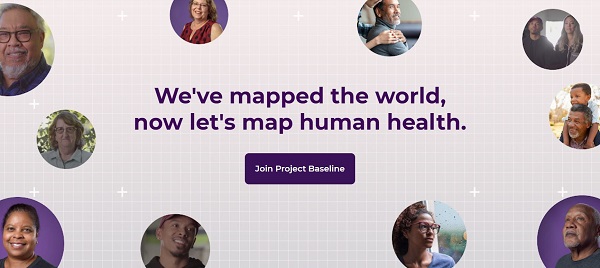 We've mapped the world,
now let's map human health.
Join Project Baseline